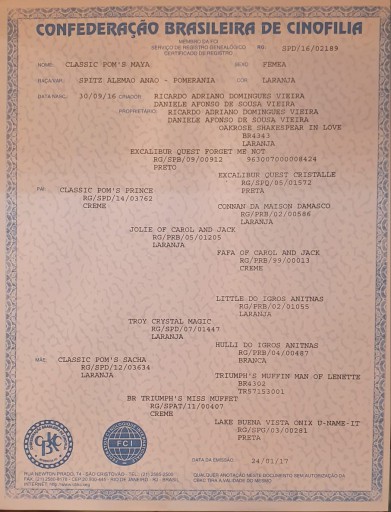 CONFEDERAÇÃO BRASILEIRA DE CINOFILIA
MEMBRO DA FCI
SERVIÇO DE REGISTRO GENEALÓGICO
CERTIFICADO DE REGISTRO
RG. SPD/16/02189
NOME: CLASSIC POM'S MAYA SEXO: FEMEA
RAÇA/VAR.: SPITZ ALEMAO ANAO - POMERANIA COR: LARANJA
DATA NASC.: 30/09/16 CRIADOR: RICARDO AREIAL DOMINGUES VIEIRA
DANIELE AFONSO DE SOUSA VIEIRA
PROPRIETÁRIO: RICARDO AREIAL DOMINGUES VIEIRA
DANIELE AFONSO DE SOUSA VIEIRA
OAKROSE SHAKESPEAR IN LOVE
BR4343
LARANJA
EXCALIBUR QUEST FORGET ME NOT
RG/SPB/09/00912 963007000008424
PRETO
EXCALIBUR QUEST CRISTALLE
RG/SPQ/05/01572
PRETA
PAI: CLASSIC POM'S PRINCE
RG/SPD/14/03762
CREME
CONNAN DA MAISON DAMASCO
RG/PRB/02/00586
LARANJA
JOLIE OF CAROL AND JACK
RG/PRB/05/01205
LARANJA
FAFA OF CAROL AND JACK
RG/PRB/99/00013
CREME
LITTLE DO IGROS ANITNAS
RG/PRB/02/01055
LARANJA
TROY CRYSTAL MAGIC
RG/SPD/07/01447
LARANJA
HULLI DO IGROS ANITNAS
RG/PRB/04/00487
BRANCA
MÃE: CLASSIC POM'S SACHA
RG/SPD/12/03634
LARANJA
TRIUMPH'S MUFFIN MAN OF LENETTE
BR4302
TR57153001
BR TRIUMPH'S MISS MUFFET
RG/SPAT/11/00407
CREME
LAKE BUENA VISTA ONIX U-NAME-IT
RG/SPG/03/00281
PRETA
CBKC
FCI
DATA DA EMISSÃO: 24/01/17
RUA NEWTON PRADO, 74 - SÃO CRISTOVÃO - TEL.:
RIO DE JANEIRO - RJ - BRASIL
QUALQUER ANOTAÇÃO NESTE DOCUMENTO SEM AUTORIZAÇÃO DA
CBKC TIRA A VALIDADE DO MESMO